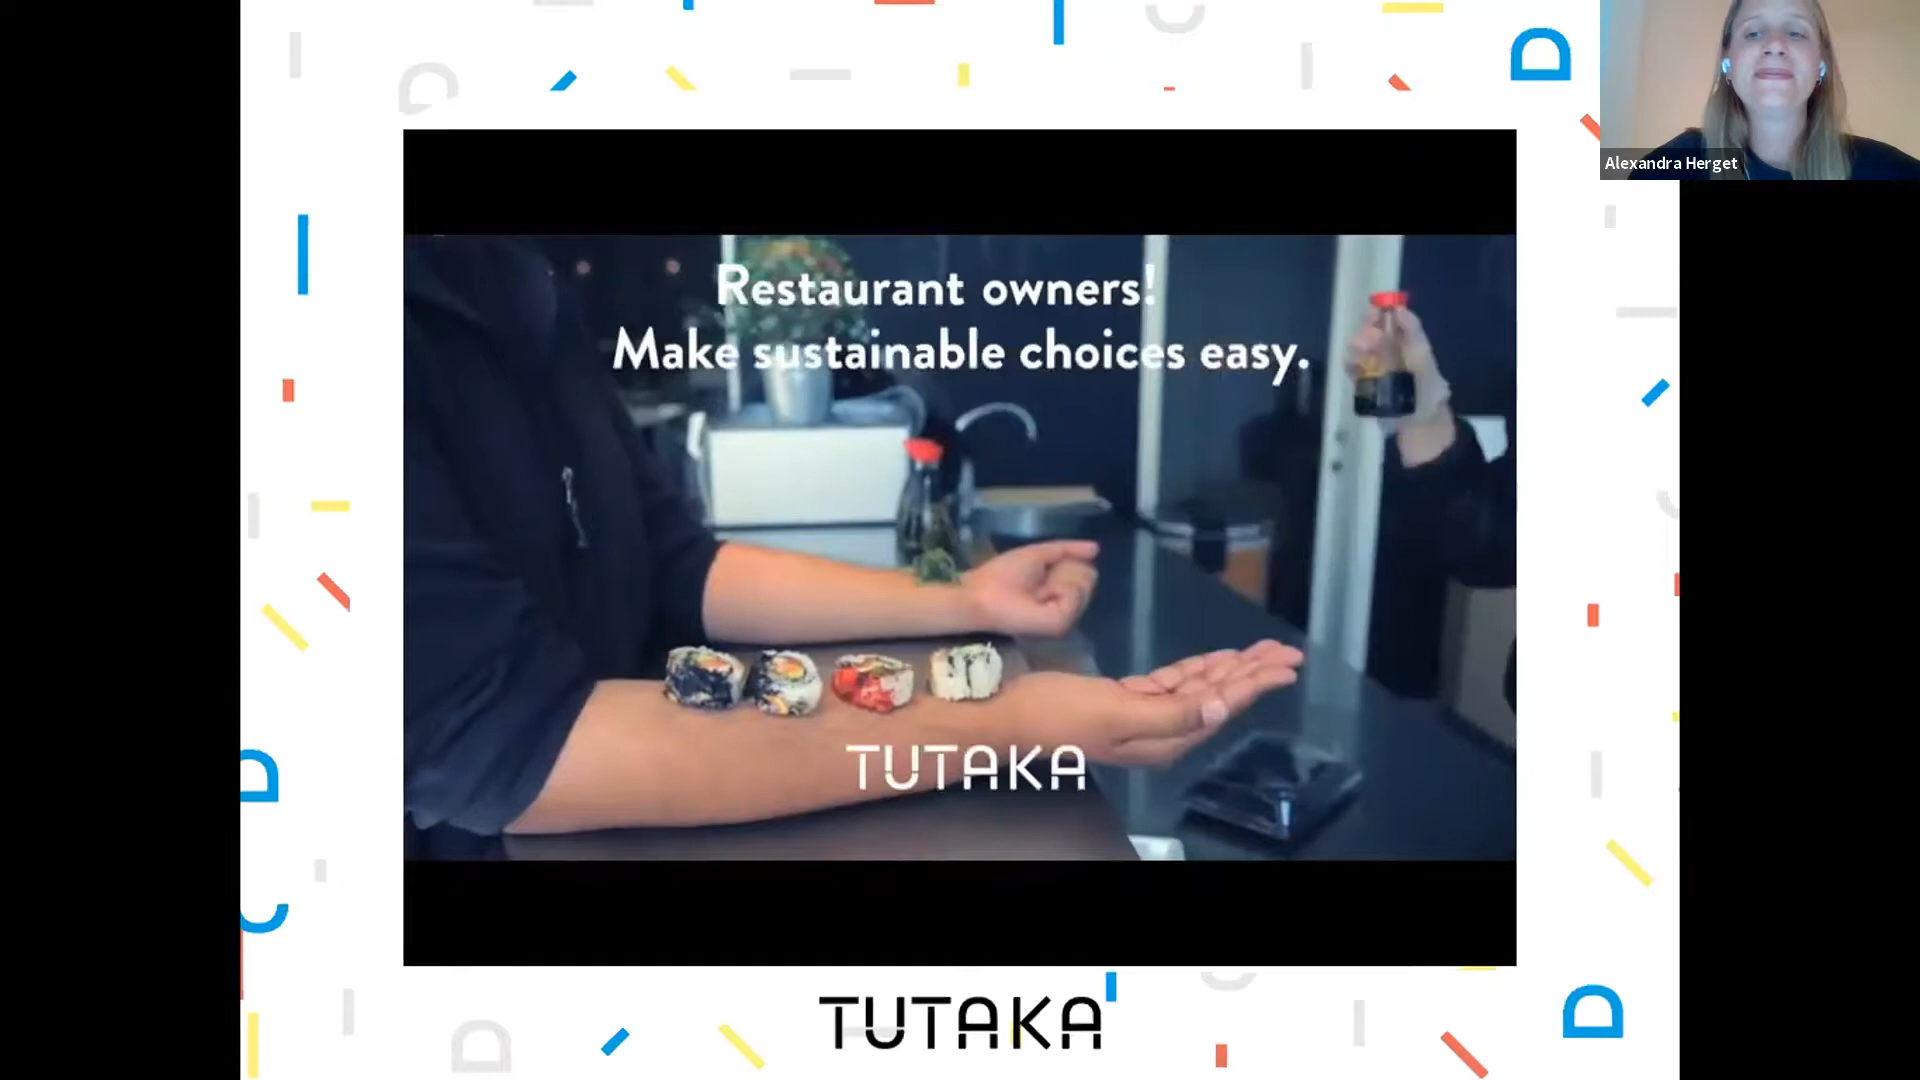 Alexandra Herget
Restaurant owners!
Make sustainable choices easy.
TUTAKA
TUTAKA